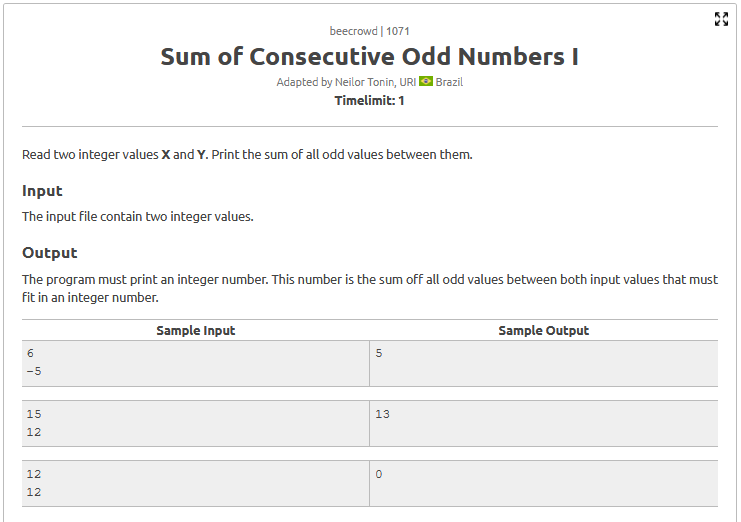 beecrowd | 1071
Sum of Consecutive Odd Numbers I
Adapted by Neilor Tonin, URI Brazil
Timelimit: 1
Read two integer values X and Y. Print the sum of all odd values between them.
Input
The input file contain two integer values.
Output
The program must print an integer number. This number is the sum off all odd values between both input values that must
fit in an integer number.
Sample Input Sample Output
6 5
-5
15 13
12
12 0
12